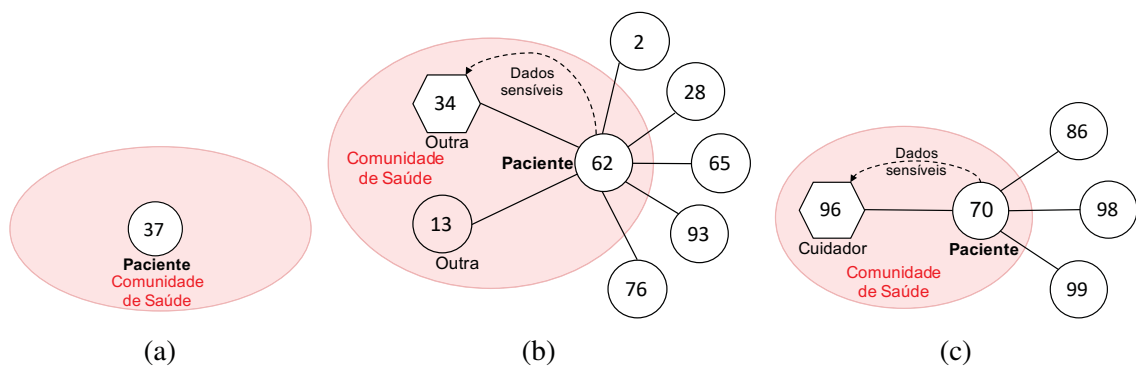 37
Paciente
Comunidade
de Saúde
(a)
2
Dados
sensíveis
34
Outra
28
Comunidade
de Saúde
Paciente
62
65
13
Outra
93
76
(b)
86
Dados
sensíveis
96
Cuidador
70
Paciente
98
Comunidade
de Saúde
99
(c)